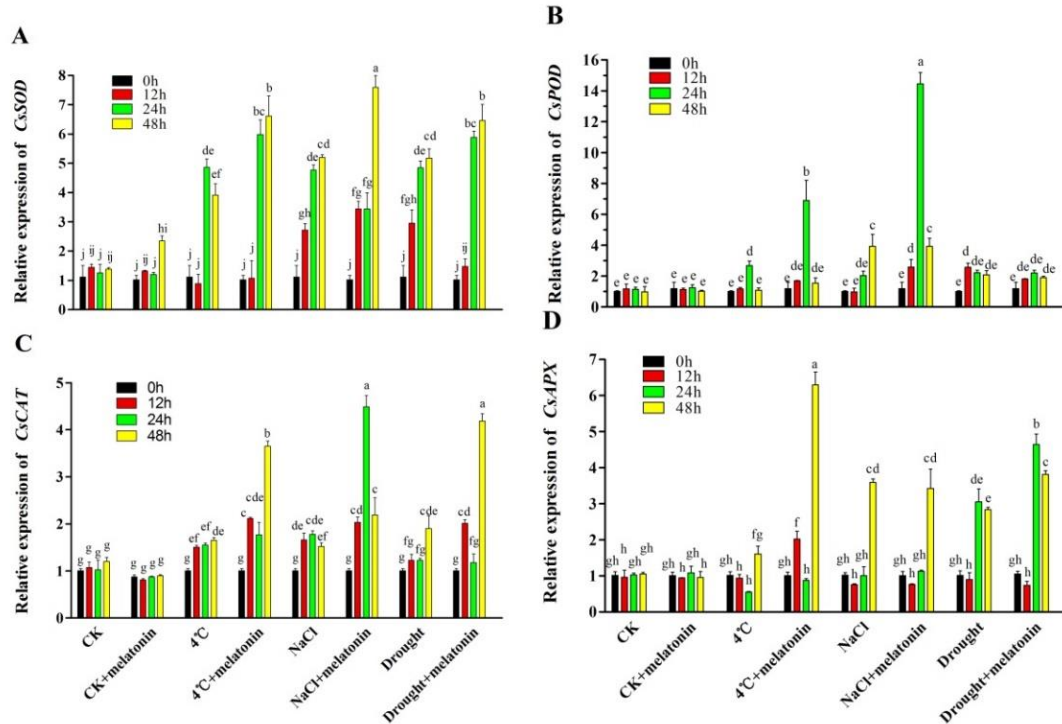 A
Relative expression of CsSOD
8
7
6
5
4
3
2
1
0
0h
12h
24h
48h
j ij j ij
j ij j hi
j j de ef
j j bc b
j gh de cd
j fg fg a
j fgh de cd
j ij bc b
B
Relative expression of CsPOD
16
14
12
10
8
6
4
2
0
0h
12h
24h
48h
e e e e
e e e e
e e d e
e de b de
e e de c
e d a c
e d de de
e de de de
C
Relative expression of CsCAT
5
4
3
2
1
0
0h
12h
24h
48h
g g g g
g g g g
g ef ef de
g c cde b
g de cde ef
g cd a c
g fg fg de
g cd fg a
CK
CK+melatonin
4℃
4℃+melatonin
NaCl
NaCl+melatonin
Drought
Drought+melatonin
D
Relative expression of CsAPX
7
6
5
4
3
2
1
0
0h
12h
24h
48h
gh h gh gh
gh h gh h
gh h h fg
gh f h a
gh h gh cd
gh h h cd
gh h d e
gh h b c
CK
CK+melatonin
4℃
4℃+melatonin
NaCl
NaCl+melatonin
Drought
Drought+melatonin